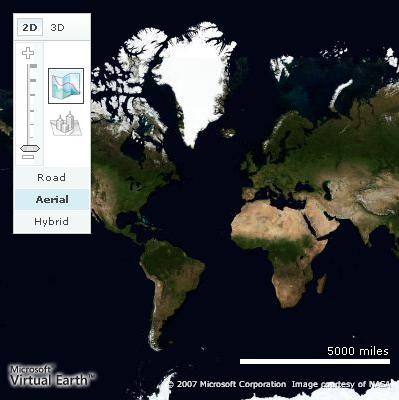 2D 3D
Road
Aerial
Hybrid
5000 miles
Microsoft
Virtual Earth™
© 2007 Microsoft Corporation Image courtesy of NASA